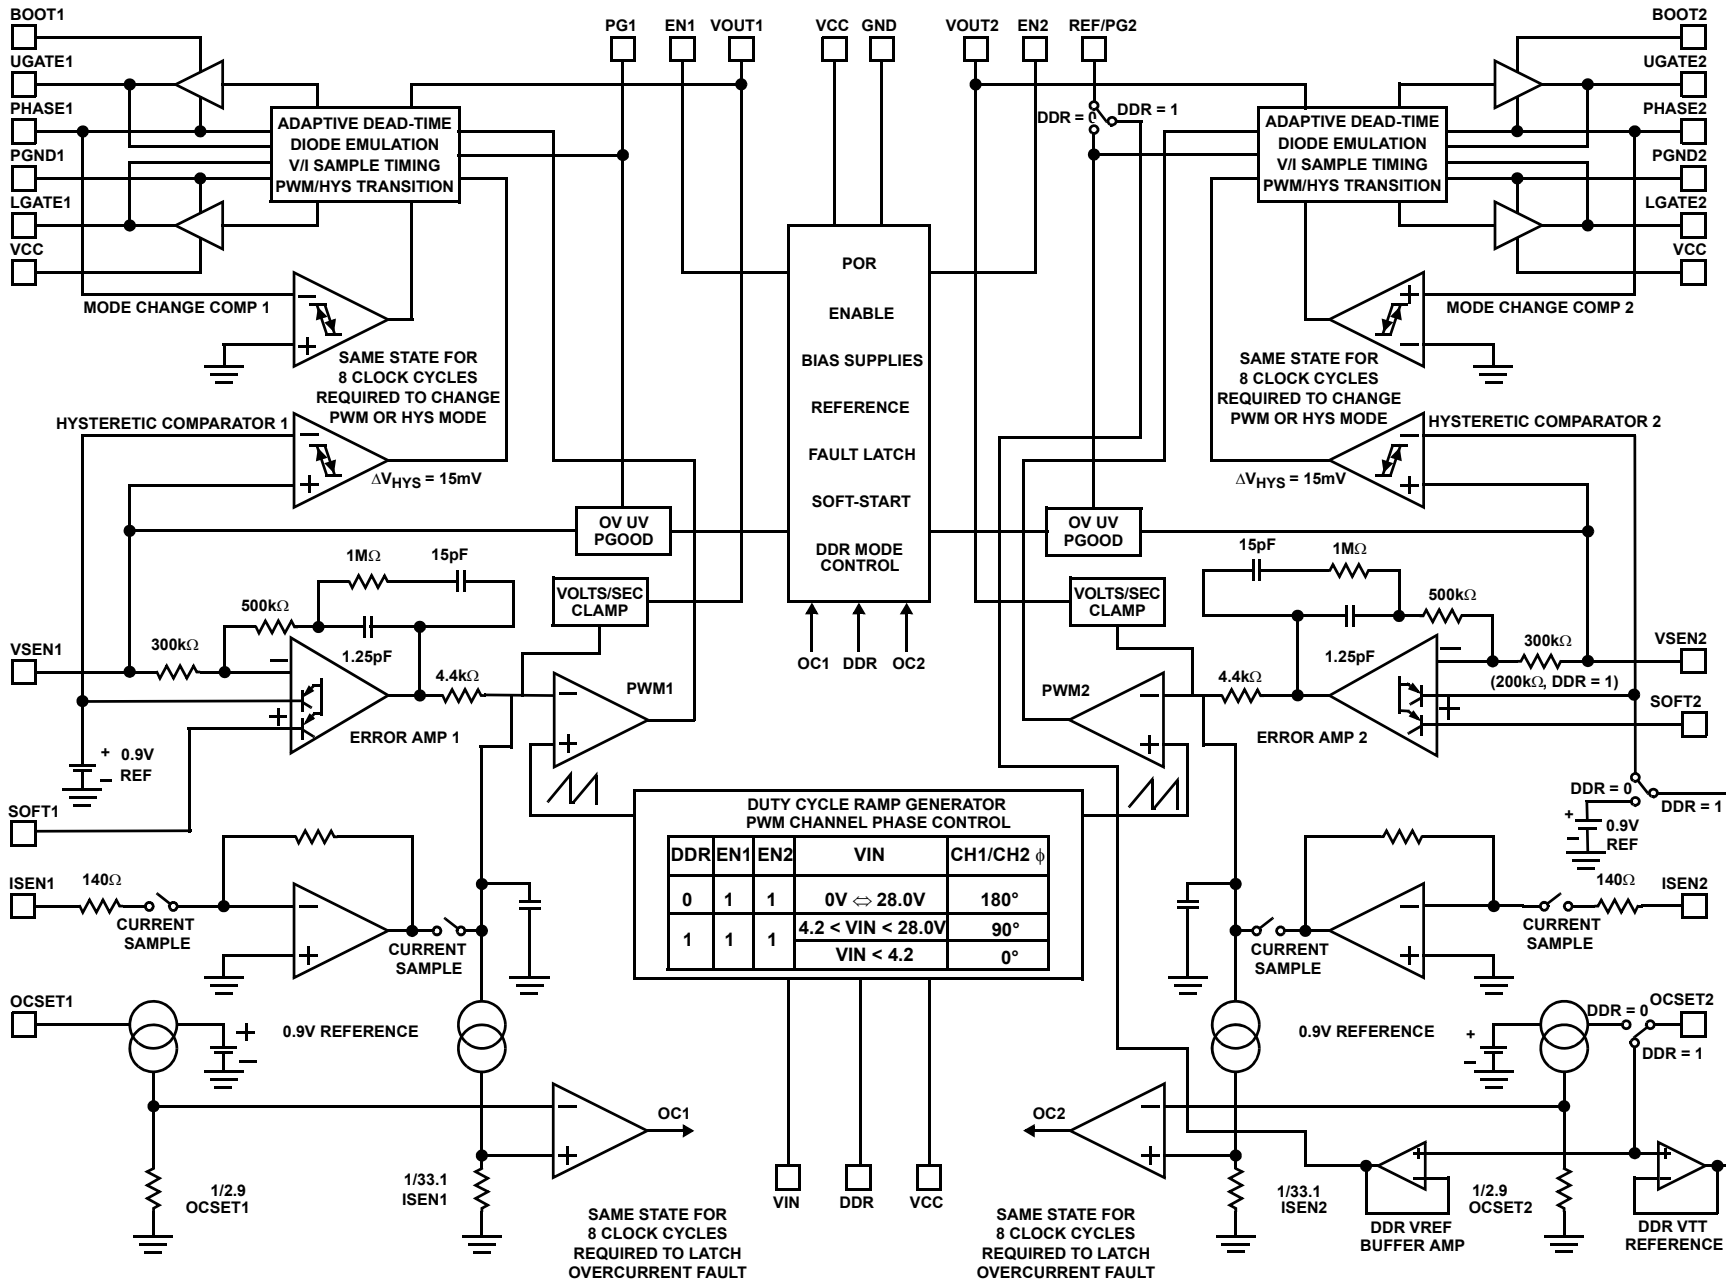 BOOT1
UGATE1
PHASE1
PGND1
LGATE1
VCC
PG1
EN1
VOUT1
VCC
GND
VOUT2
EN2
REF/PG2
BOOT2
UGATE2
PHASE2
PGND2
LGATE2
VCC
ADAPTIVE DEAD-TIME
DIODE EMULATION
V/I SAMPLE TIMING
PWM/HYS TRANSITION
DDR = 0
DDR = 1
ADAPTIVE DEAD-TIME
DIODE EMULATION
V/I SAMPLE TIMING
PWM/HYS TRANSITION
MODE CHANGE COMP 1
−
+
SAME STATE FOR
8 CLOCK CYCLES
REQUIRED TO CHANGE
PWM OR HYS MODE
POR
ENABLE
BIAS SUPPLIES
REFERENCE
FAULT LATCH
SOFT-START
DDR MODE
CONTROL
OC1
DDR
OC2
MODE CHANGE COMP 2
+
−
SAME STATE FOR
8 CLOCK CYCLES
REQUIRED TO CHANGE
PWM OR HYS MODE
HYSTERETIC COMPARATOR 1
−
+
ΔVHYS = 15mV
HYSTERETIC COMPARATOR 2
−
+
ΔVHYS = 15mV
OV UV
PGOOD
OV UV
PGOOD
1MΩ
15pF
500kΩ
300kΩ
1.25pF
VSEN1
VOLTS/SEC
CLAMP
4.4kΩ
−
+
ERROR AMP 1
PWM1
−
+
+
−
0.9V
REF
SOFT1
15pF
1MΩ
500kΩ
300kΩ
(200kΩ, DDR = 1)
1.25pF
VSEN2
VOLTS/SEC
CLAMP
4.4kΩ
−
+
ERROR AMP 2
PWM2
−
+
SOFT2
DDR = 0
DDR = 1
+
−
0.9V
REF
DUTY CYCLE RAMP GENERATOR
PWM CHANNEL PHASE CONTROL
DDR EN1 EN2 VIN CH1/CH2 ϕ
0 1 1 0V ⇔ 28.0V 180°
1 1 1 4.2 < VIN < 28.0V 90°
VIN < 4.2 0°
ISEN1
140Ω
CURRENT
SAMPLE
−
+
CURRENT
SAMPLE
ISEN2
140Ω
CURRENT
SAMPLE
−
+
CURRENT
SAMPLE
OCSET1
+
−
0.9V REFERENCE
0.9V REFERENCE
+
−
DDR = 0
OCSET2
DDR = 1
−
+
OC1
1/2.9
OCSET1
1/33.1
ISEN1
SAME STATE FOR
8 CLOCK CYCLES
REQUIRED TO LATCH
OVERCURRENT FAULT
VIN
DDR
VCC
OC2
−
+
SAME STATE FOR
8 CLOCK CYCLES
REQUIRED TO LATCH
OVERCURRENT FAULT
1/33.1
ISEN2
+
−
DDR VREF
BUFFER AMP
1/2.9
OCSET2
+
−
DDR VTT
REFERENCE